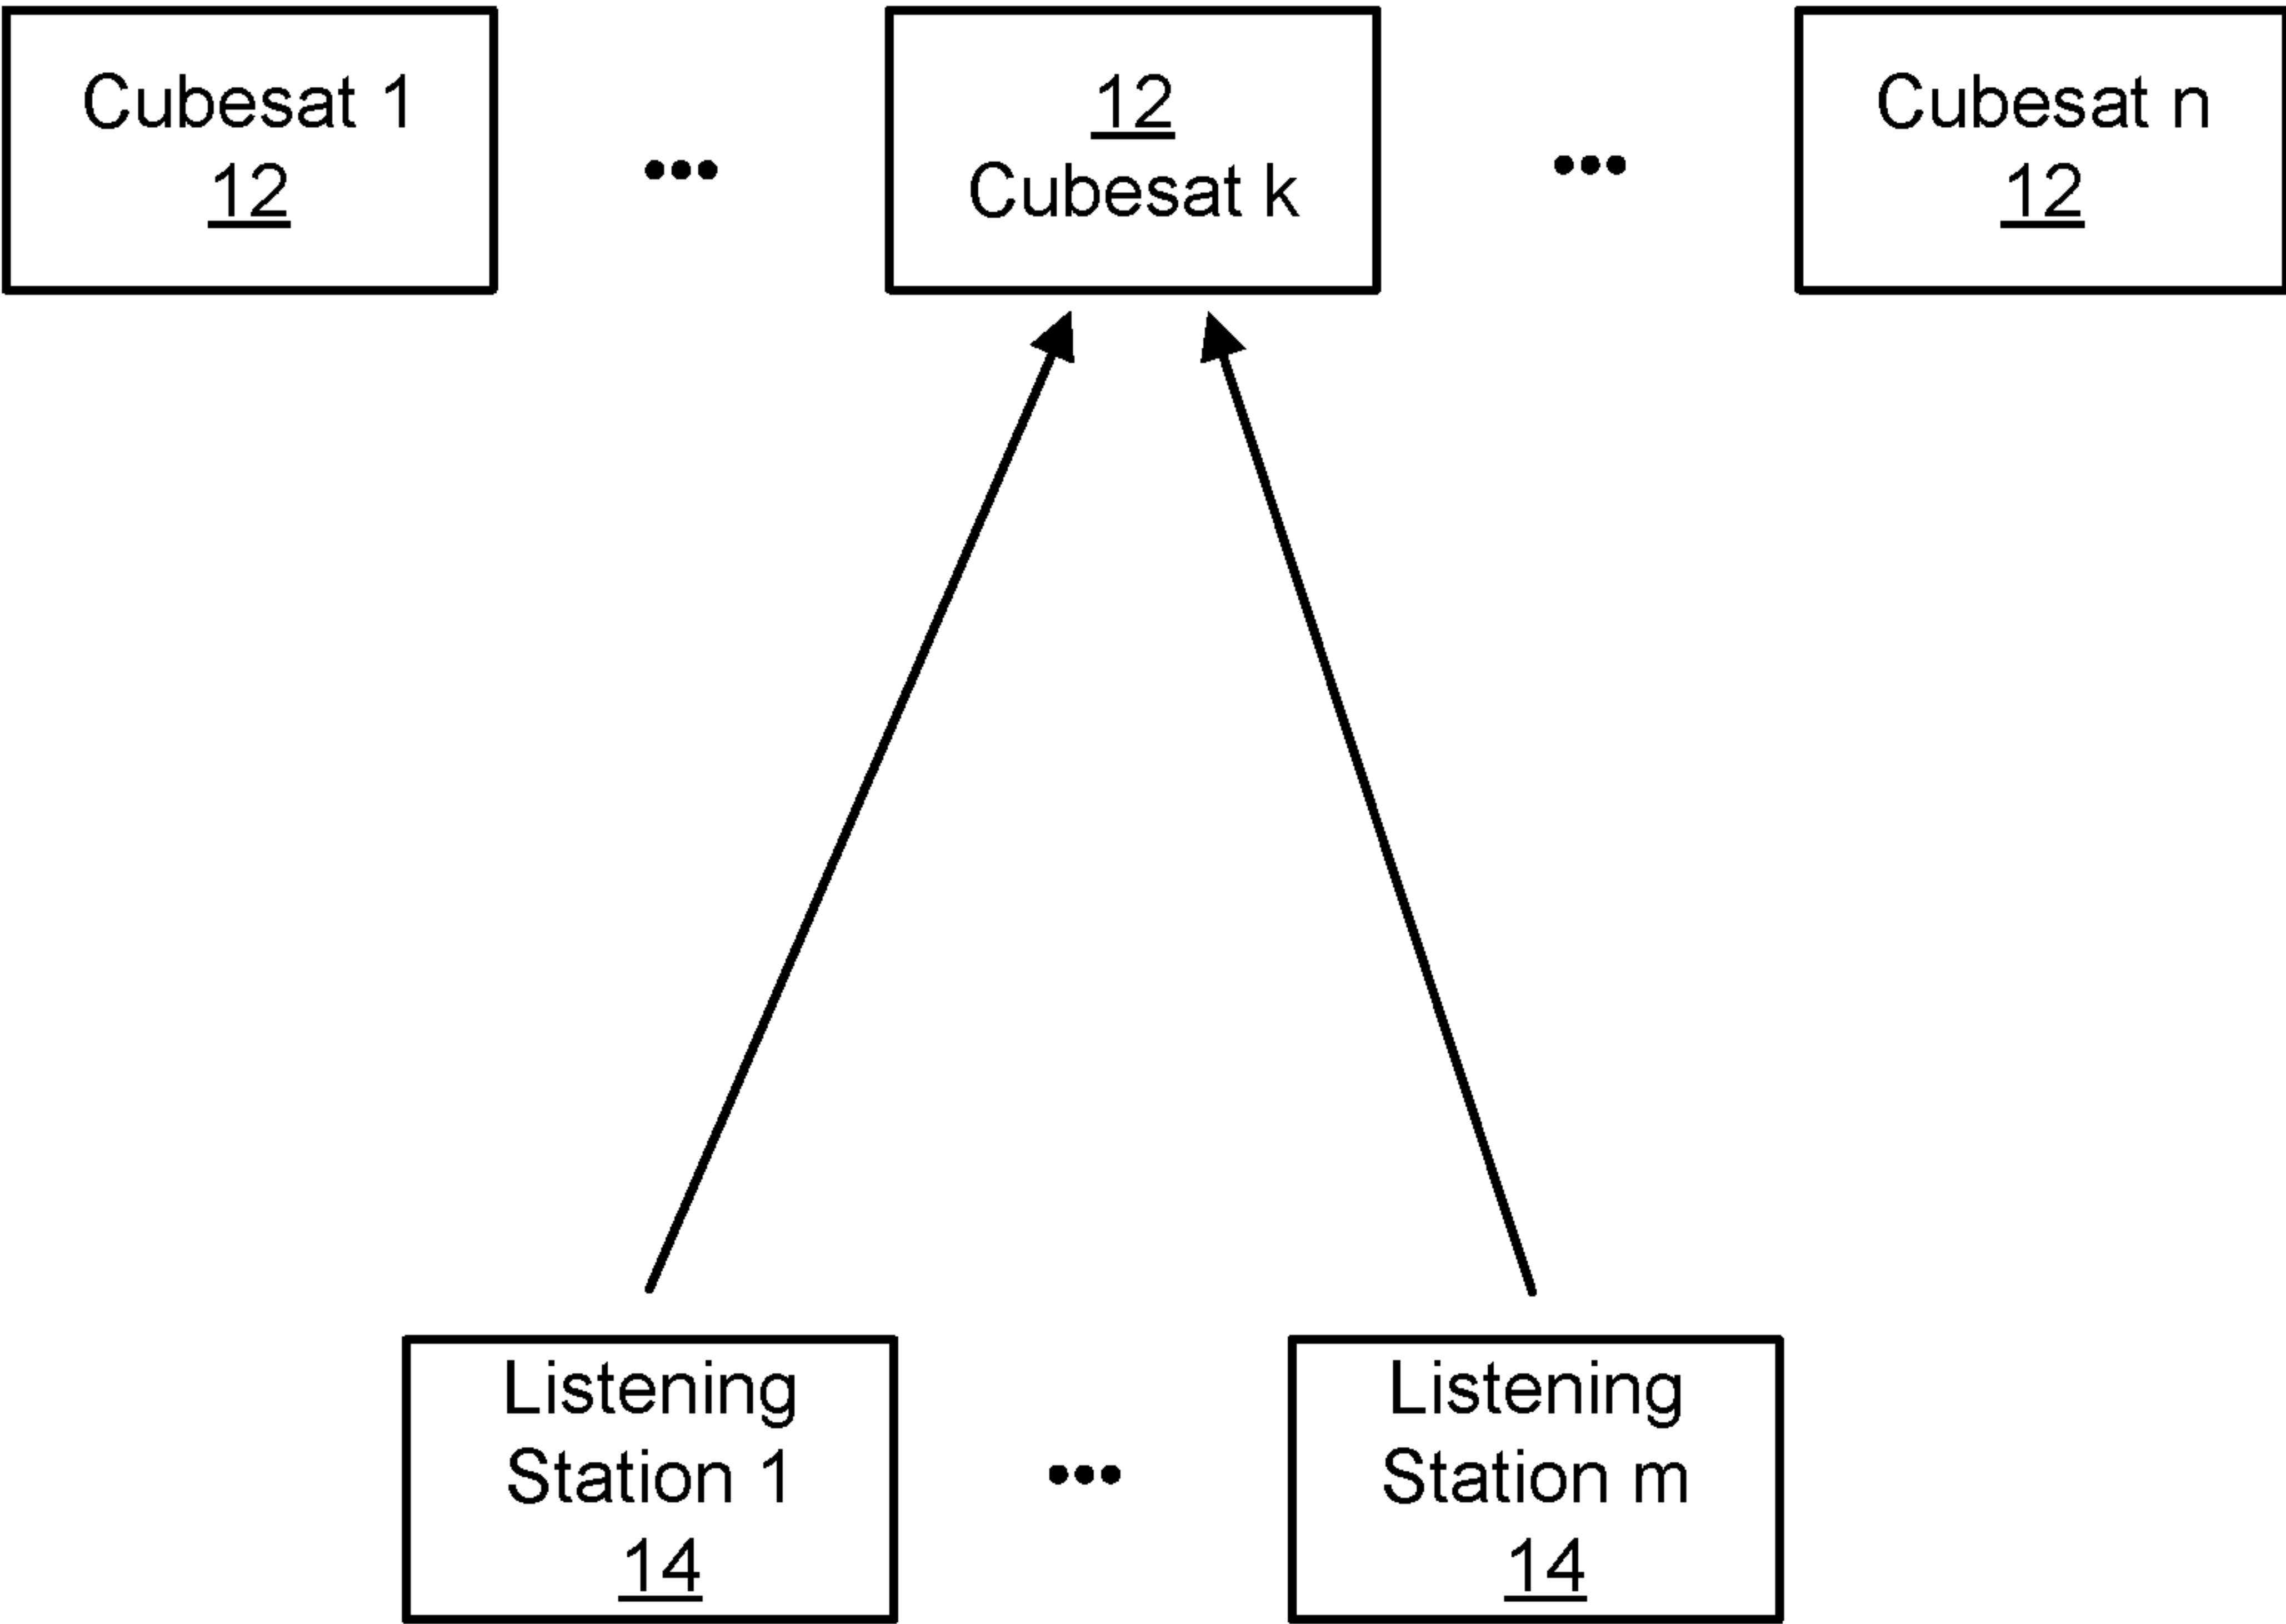 Cubesat 1
12
•••
12
Cubesat k
•••
Cubesat n
12
Listening
Station 1
14
•••
Listening
Station m
14